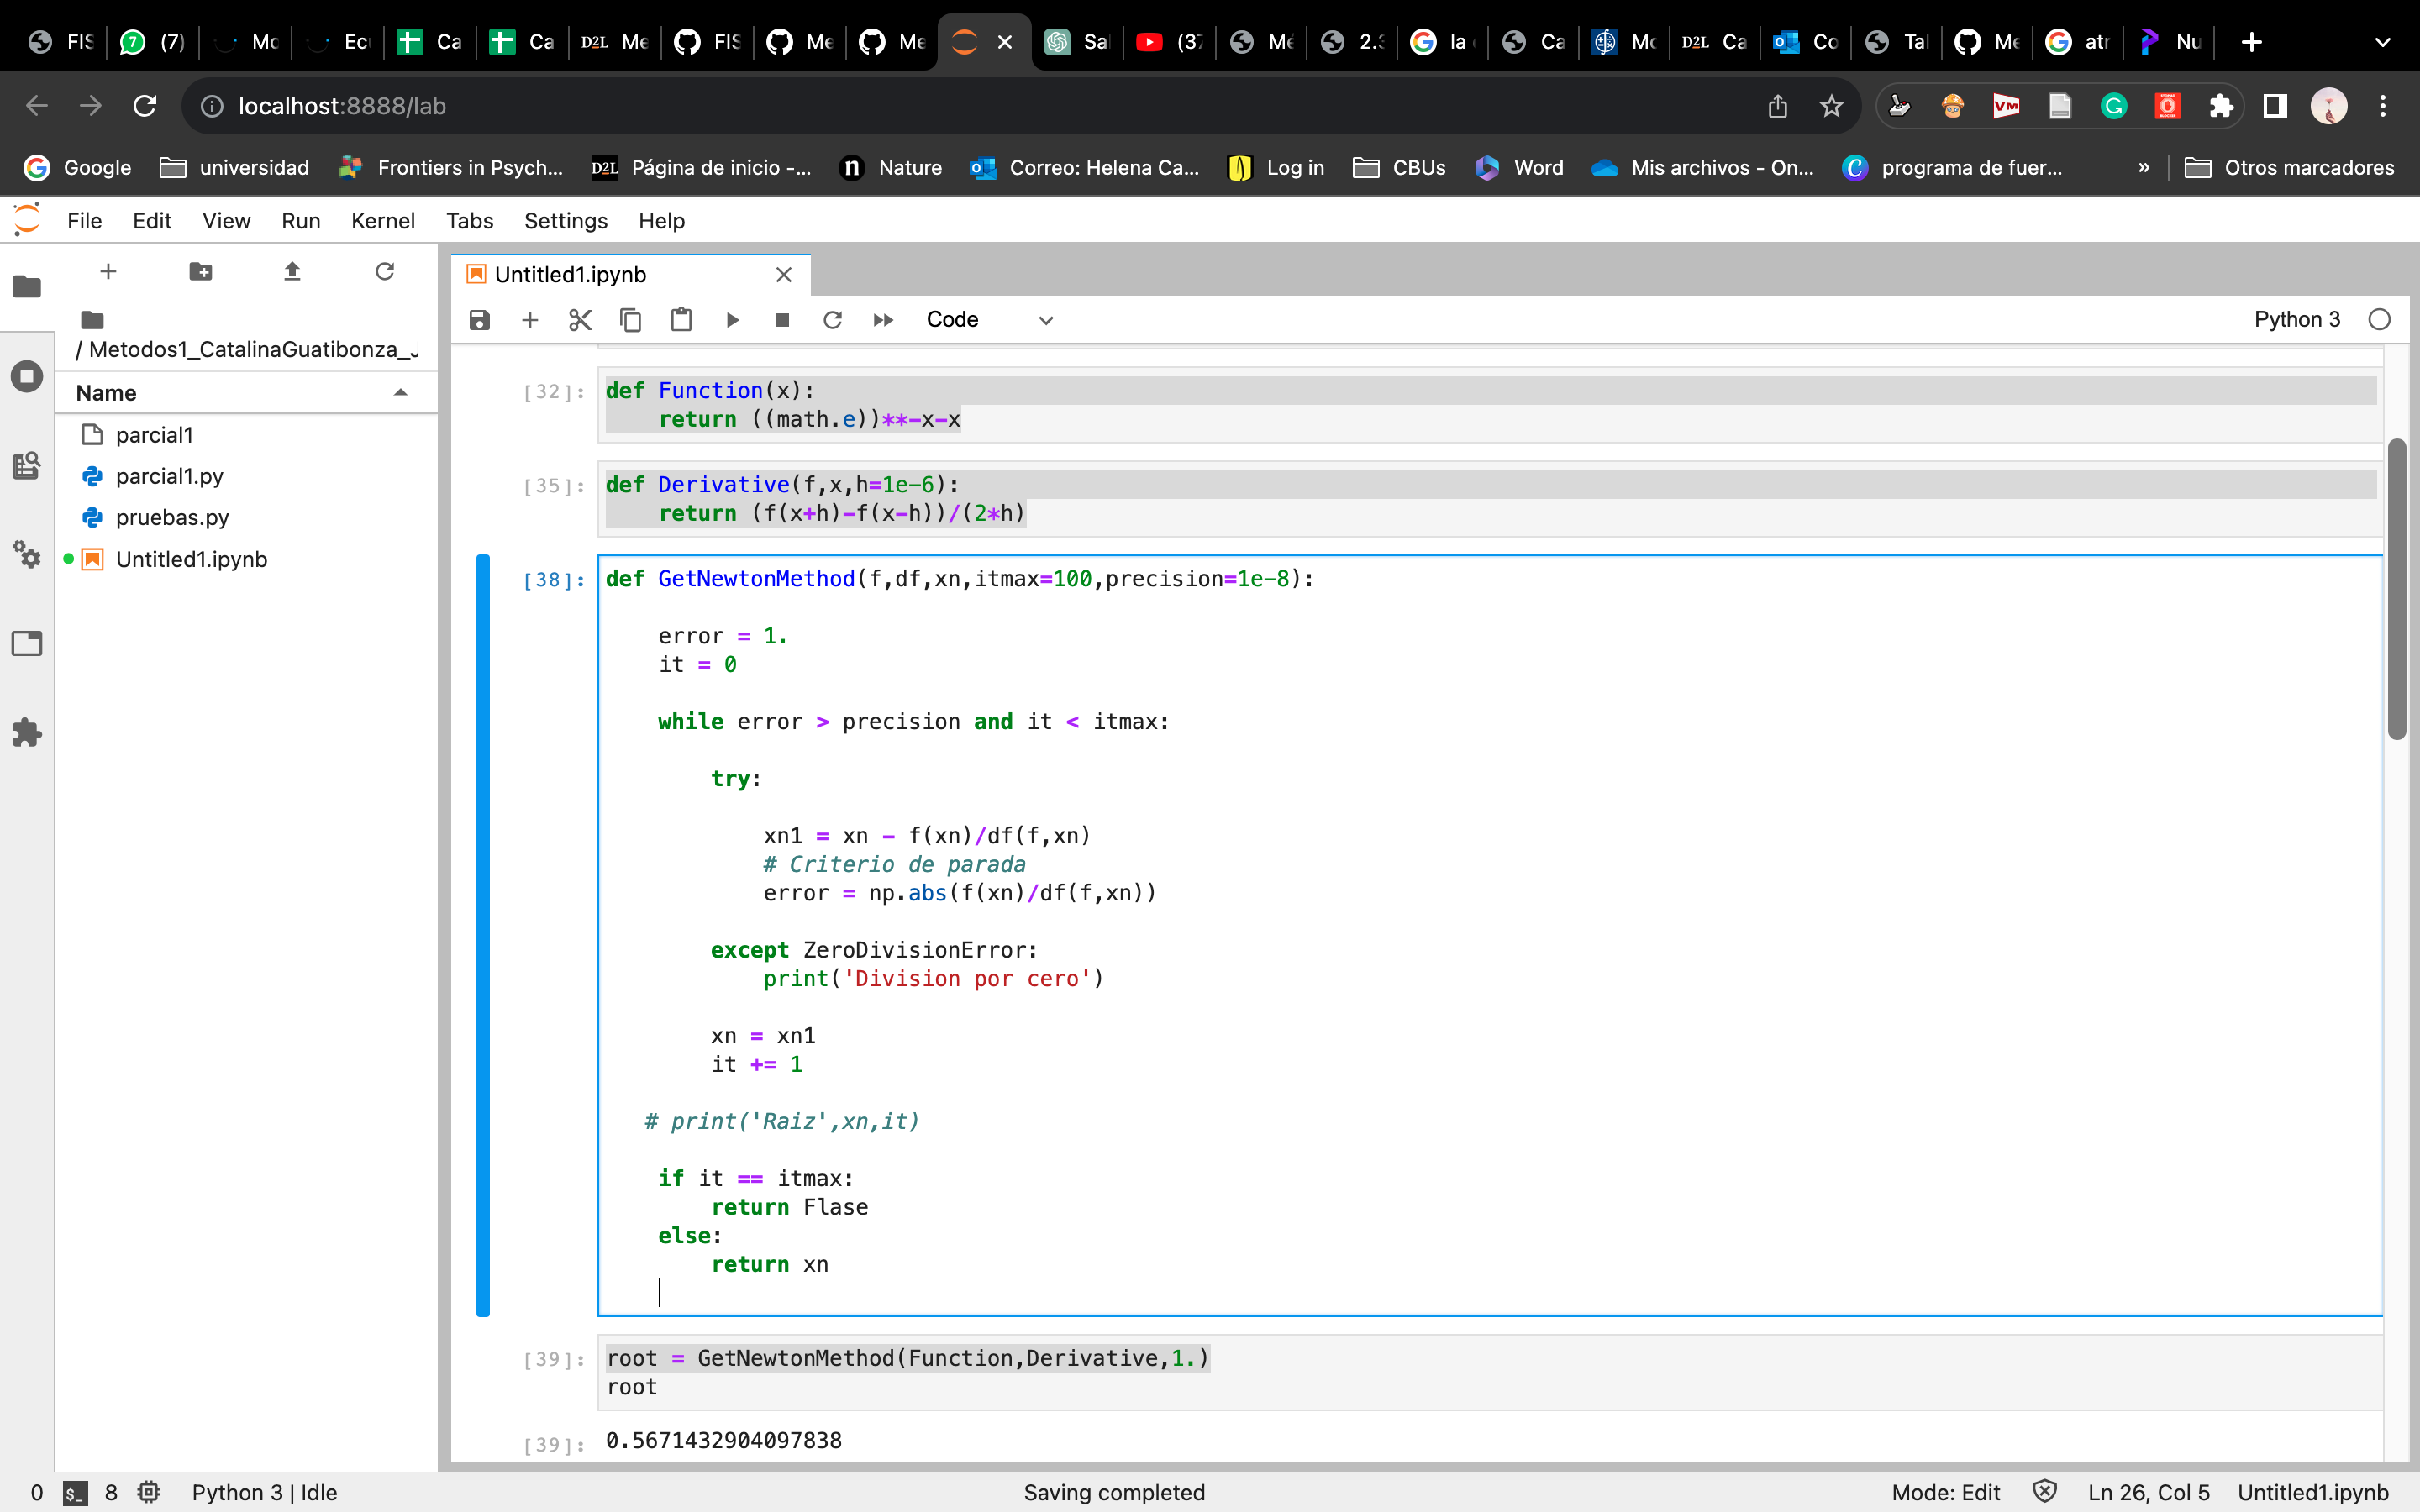 FIS (7) Mc Ec Ca Ca D2L Me FIS Me Me Sa (37 Mé 2.3 la Ca Mc D2L Ca Co Tal Me atr Nu
localhost:8888/lab
Google universidad Frontiers in Psych... D2L Página de inicio -... n Nature Correo: Helena Ca... Log in CBUs Word Mis archivos - On... programa de fuer... » Otros marcadores
File Edit View Run Kernel Tabs Settings Help
Untitled1.ipynb
Code Python 3
/ Metodos1_CatalinaGuatibonza_
Name
parcial1
parcial1.py
pruebas.py
Untitled1.ipynb
[32]: def Function(x):
return ((math.e))**-x-x
[35]: def Derivative(f,x,h=1e-6):
return (f(x+h)-f(x-h))/(2*h)
[38]: def GetNewtonMethod(f,df,xn,itmax=100,precision=1e-8):
error = 1.
it = 0
while error > precision and it < itmax:
try:
xn1 = xn - f(xn)/df(f,xn)
# Criterio de parada
error = np.abs(f(xn)/df(f,xn))
except ZeroDivisionError:
print('Division por cero')
xn = xn1
it += 1
# print('Raiz',xn,it)
if it == itmax:
return Flase
else:
return xn
[39]: root = GetNewtonMethod(Function,Derivative,1.)
root
[39]: 0.5671432904097838
0 $_ 8 Python 3 | Idle Saving completed Mode: Edit Ln 26, Col 5 Untitled1.ipynb